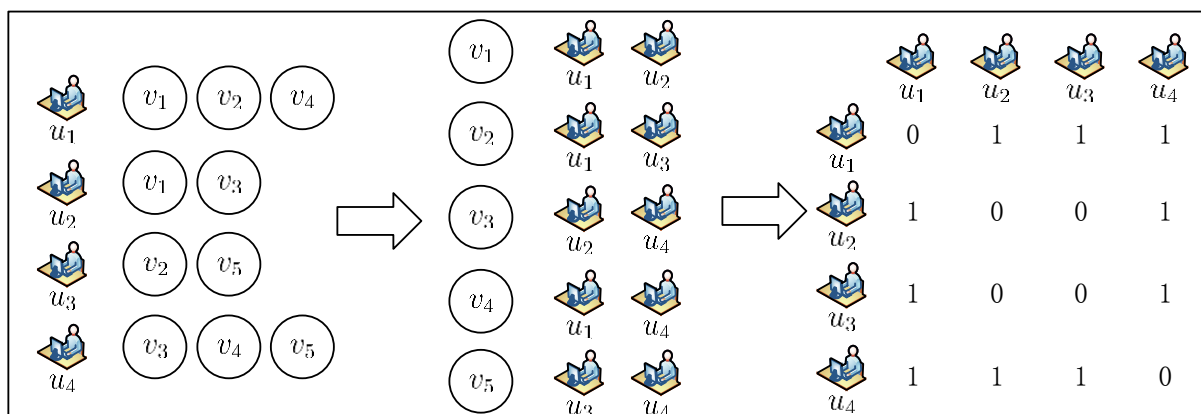 u₁ v₁ v₂ v₄
u₂ v₁ v₃
u₃ v₂ v₅
u₄ v₃ v₄ v₅
v₁ u₁ u₂
v₂ u₁ u₃
v₃ u₂ u₄
v₄ u₁ u₄
v₅ u₃ u₄
u₁ u₂ u₃ u₄
u₁ 0 1 1 1
u₂ 1 0 0 1
u₃ 1 0 0 1
u₄ 1 1 1 0